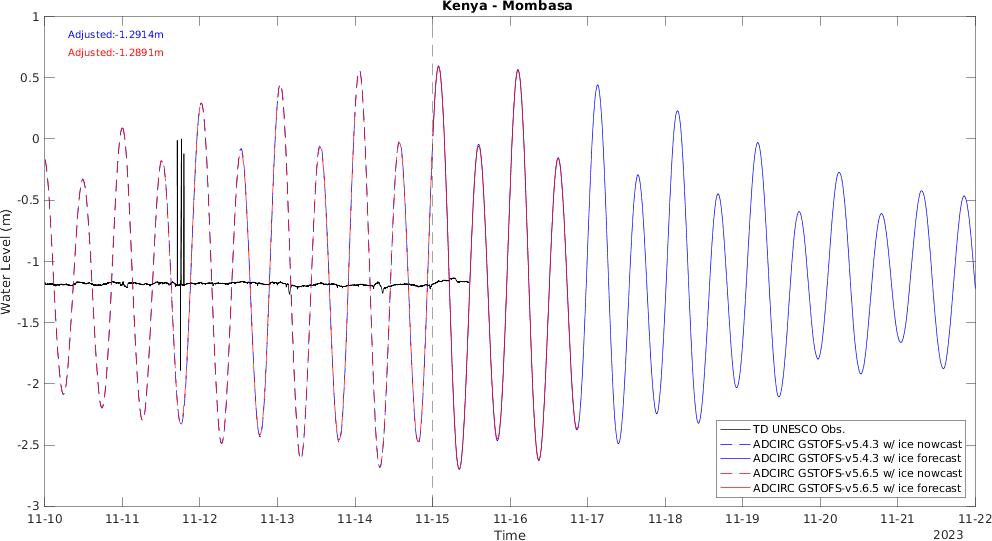 Kenya - Mombasa
Adjusted:-1.2914m
Adjusted:-1.2891m
Water Level (m)
1
0.5
0
-0.5
-1
-1.5
-2
-2.5
-3
TD UNESCO Obs.
ADCIRC GSTOFS-v5.4.3 w/ ice nowcast
ADCIRC GSTOFS-v5.4.3 w/ ice forecast
ADCIRC GSTOFS-v5.6.5 w/ ice nowcast
ADCIRC GSTOFS-v5.6.5 w/ ice forecast
11-10 11-11 11-12 11-13 11-14 11-15 11-16 11-17 11-18 11-19 11-20 11-21 11-22
Time
2023